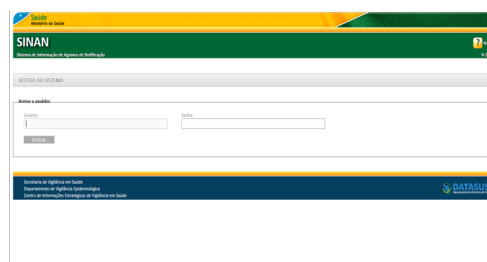 Saúde
Ministério da Saúde
SINAN
?
Sistema de Informação de Agravos de Notificação
ACESSO AO SISTEMA
Acesso a usuários
Usuário:
Senha:
Entrar
Secretaria de Vigilância em Saúde
Departamento de Vigilância Epidemiológica
Centro de Informações Estratégicas de Vigilância em Saúde
DATASUS